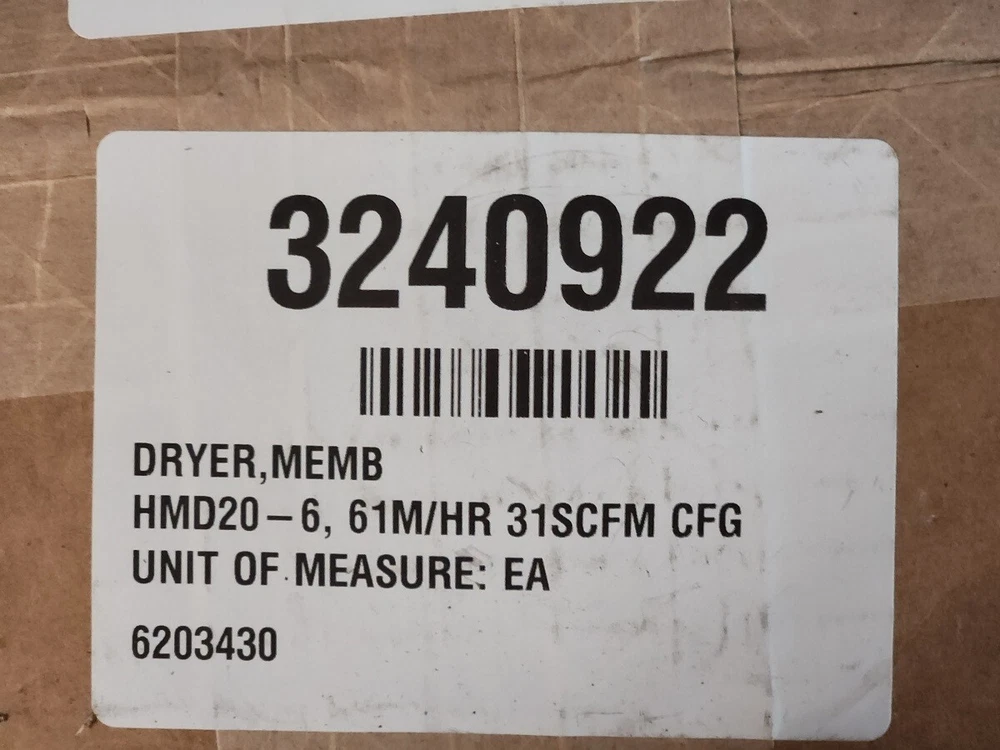 3240922
DRYER,MEMB
HMD20-6, 61M/HR 31SCFM CFG
UNIT OF MEASURE: EA
6203430